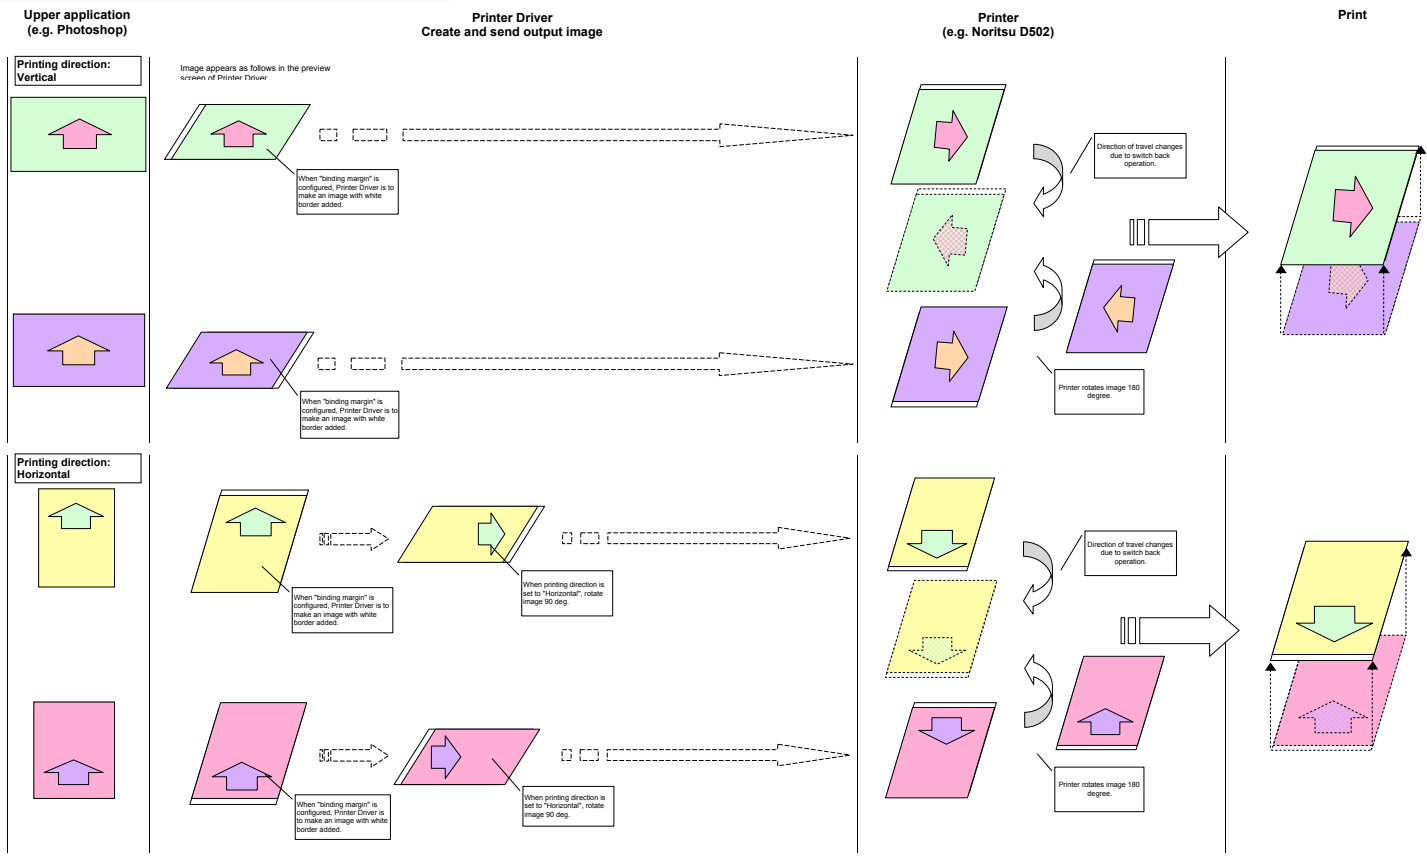 Upper application
(e.g. Photoshop)
Printer Driver
Create and send output image
Printer
(e.g. Noritsu D502)
Print
Printing direction:
Vertical
Image appears as follows in the preview
screen of Printer Driver
When "binding margin" is
configured, Printer Driver is to
make an image with white
border added.
Direction of travel changes
due to switch back
operation.
When "binding margin" is
configured, Printer Driver is to
make an image with white
border added.
Printer rotates image 180
degree.
Printing direction:
Horizontal
When "binding margin" is
configured, Printer Driver is to
make an image with white
border added.
When printing direction is
set to "Horizontal", rotate
image 90 deg.
Direction of travel changes
due to switch back
operation.
When "binding margin" is
configured, Printer Driver is
to make an image with white
border added.
When printing direction is
set to "Horizontal", rotate
image 90 deg.
Printer rotates image 180
degree.